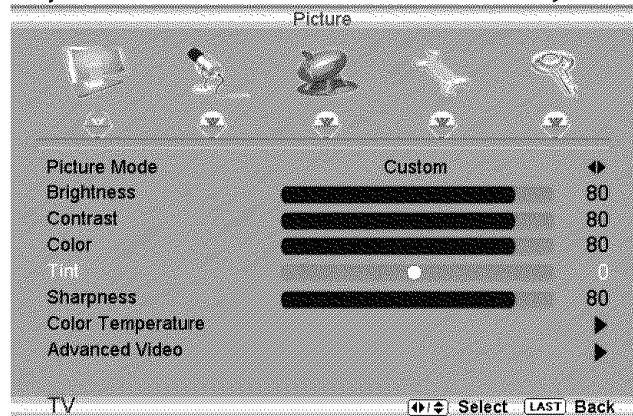 Picture
Picture Mode Custom
Brightness 80
Contrast 80
Color 80
Tint 0
Sharpness 80
Color Temperature
Advanced Video
TV Select LAST Back